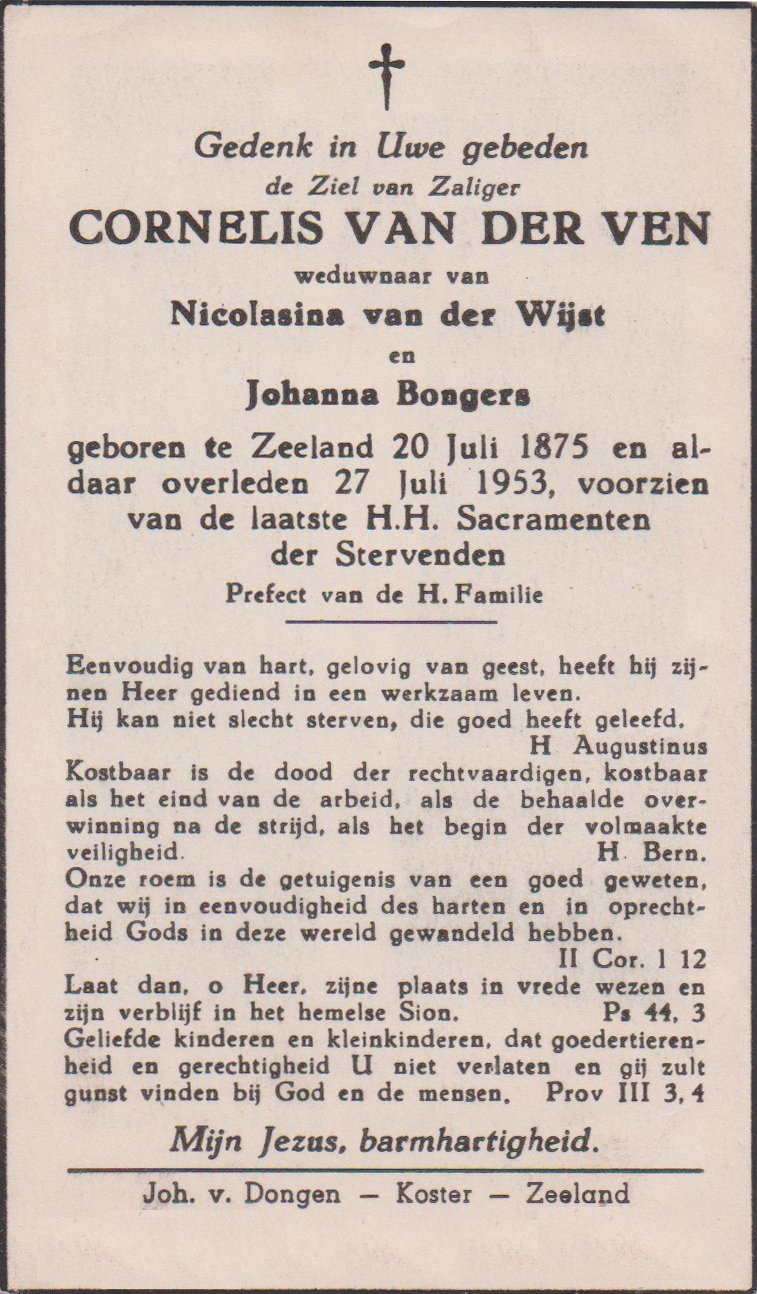 Gedenk in Uwe gebeden
de Ziel van Zaliger
CORNELIS VAN DER VEN
weduwnaar van
Nicolasina van der Wijst
en
Johanna Bongers
geboren te Zeeland 20 Juli 1875 en al-
daar overleden 27 Juli 1953, voorzien
van de laatste H.H. Sacramenten
der Stervenden
Prefect van de H. Familie
Eenvoudig van hart, gelovig van geest, heeft hij zij-
nen Heer gediend in een werkzaam leven.
Hij kan niet slecht sterven, die goed heeft geleefd.
H Augustinus
Kostbaar is de dood der rechtvaardigen, kostbaar
als het eind van de arbeid, als de behaalde over-
winning na de strijd, als het begin der volmaakte
veiligheid. H. Bern.
Onze roem is de getuigenis van een goed geweten,
dat wij in eenvoudigheid des harten en in oprecht-
heid Gods in deze wereld gewandeld hebben.
II Cor. 1 12
Laat dan, o Heer, zijne plaats in vrede wezen en
zijn verblijf in het hemelse Sion. Ps 44, 3
Geliefde kinderen en kleinkinderen, dat goedertieren-
heid en gerechtigheid U niet verlaten en gij zult
gunst vinden bij God en de mensen. Prov III 3, 4
Mijn Jezus, barmhartigheid.
Joh. v. Dongen — Koster — Zeeland